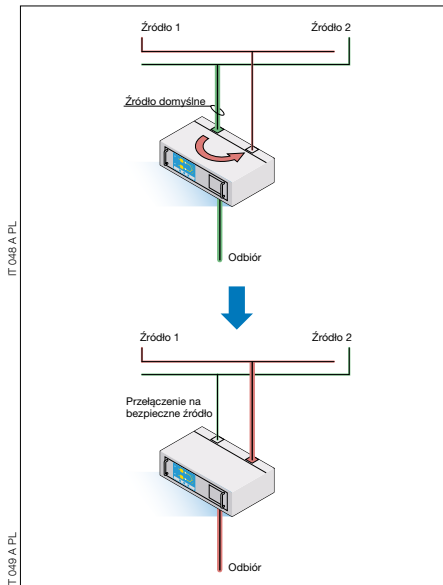 Źródło 1
Źródło 2
Źródło domyślne
Odbiór
IT 048 A PL
Źródło 1
Źródło 2
Przełączenie na
bezpieczne źródło
Odbiór
IT 049 A PL